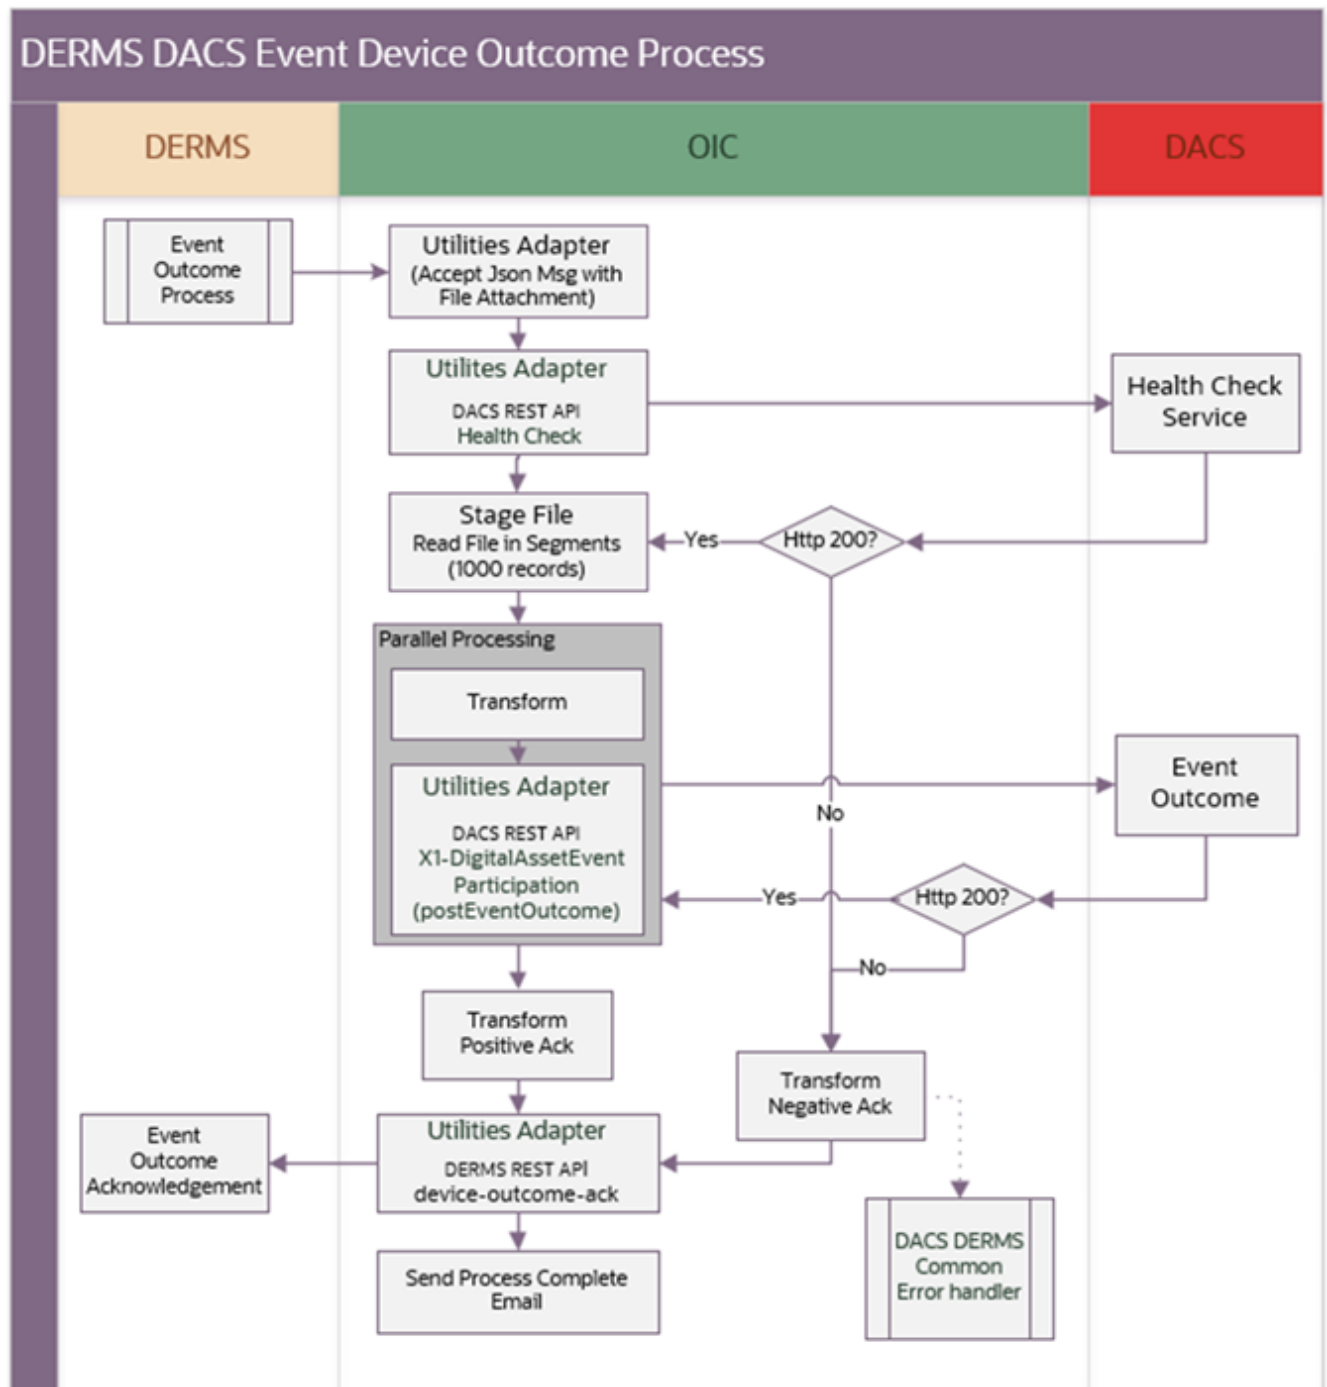 DERMS DACS Event Device Outcome Process
DERMS
OIC
DACS
Event
Outcome
Process
Utilities Adapter
(Accept Json Msg with
File Attachment)
Utilites Adapter
DACS REST API
Health Check
Health Check
Service
Stage File
Read File in Segments
(1000 records)
Yes
Http 200?
Parallel Processing
Transform
Utilities Adapter
DACS REST API
X1-DigitalAssetEvent
Participation
(postEventOutcome)
Event
Outcome
No
Yes
Http 200?
No
Transform
Positive Ack
Transform
Negative Ack
Event
Outcome
Acknowledgement
Utilities Adapter
DERMS REST API
device-outcome-ack
Send Process Complete
Email
DACS DERMS
Common
Error handler